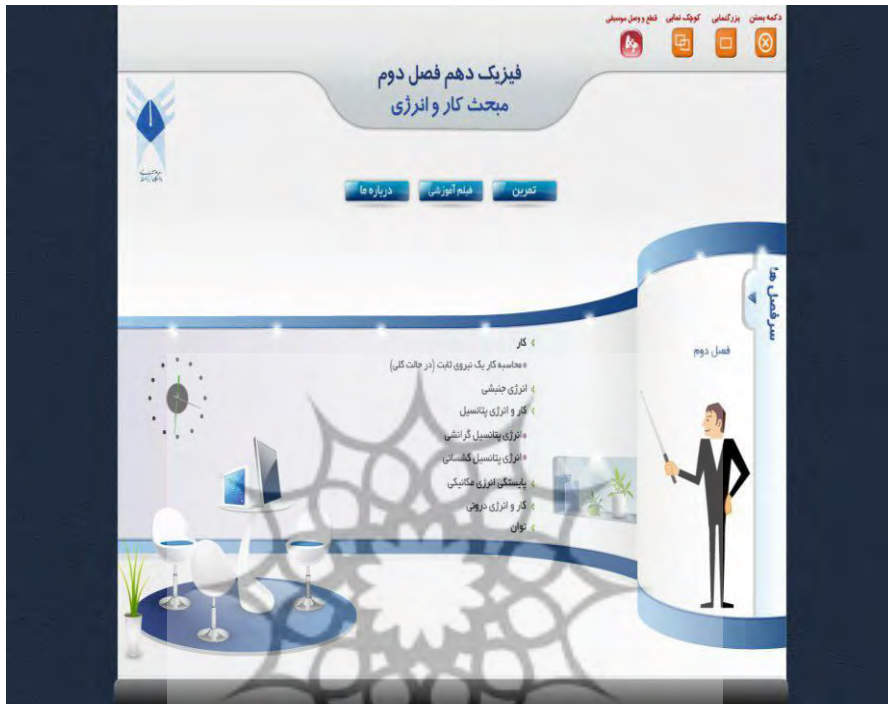 دکمه بستن بزرگنمایی کوچک نمایی قطع و وصل موسیقی
فیزیک دهم فصل دوم
مبحث کار و انرژی
تمرین فیلم آموزشی درباره ما
سرفصل ها
فصل دوم
کار
محاسبه کار یک نیروی ثابت (در حالت کلی)
انرژی جنبشی
کار و انرژی پتانسیل
انرژی پتانسیل گرانشی
انرژی پتانسیل کشسانی
پایستگی انرژی مکانیکی
کار و انرژی درونی
توان